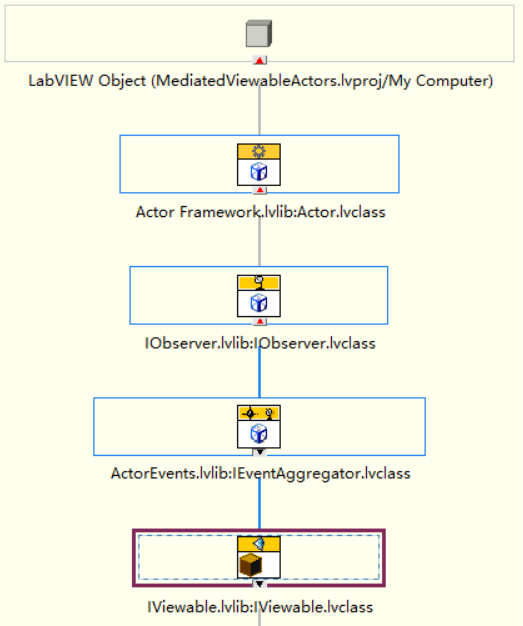 LabVIEW Object (MediatedViewableActors.lvproj/My Computer)
Actor Framework.lvlib:Actor.lvclass
IObserver.lvlib:IObserver.lvclass
ActorEvents.lvlib:IEventAggregator.lvclass
IViewable.lvlib:IViewable.lvclass